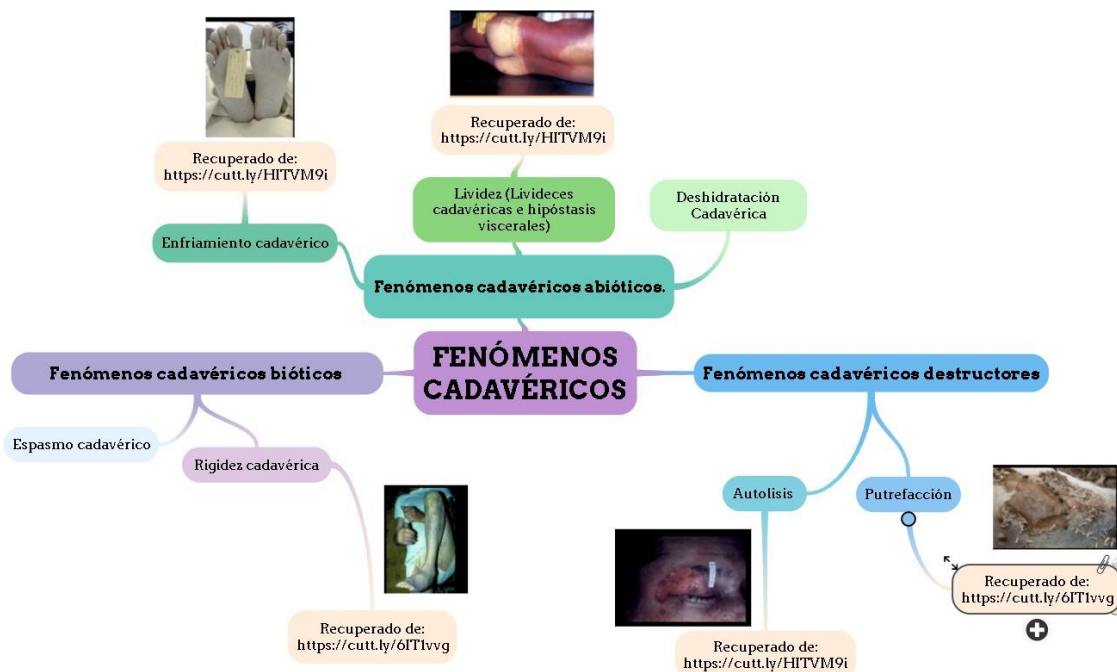 Recuperado de:
https://cutt.ly/HITVM9i
Recuperado de:
https://cutt.ly/HITVM9i
Lividez (Livideces
cadavéricas e hipóstasis
viscerales)
Deshidratación
Cadavérica
Enfriamiento cadavérico
Fenómenos cadavéricos abióticos.
FENÓMENOS
CADAVÉRICOS
Fenómenos cadavéricos bióticos
Fenómenos cadavéricos destructores
Espasmo cadavérico
Rigidez cadavérica
Autolisis
Putrefacción
Recuperado de:
https://cutt.ly/6IT1vvg
Recuperado de:
https://cutt.ly/6IT1vvg
Recuperado de:
https://cutt.ly/HITVM9i